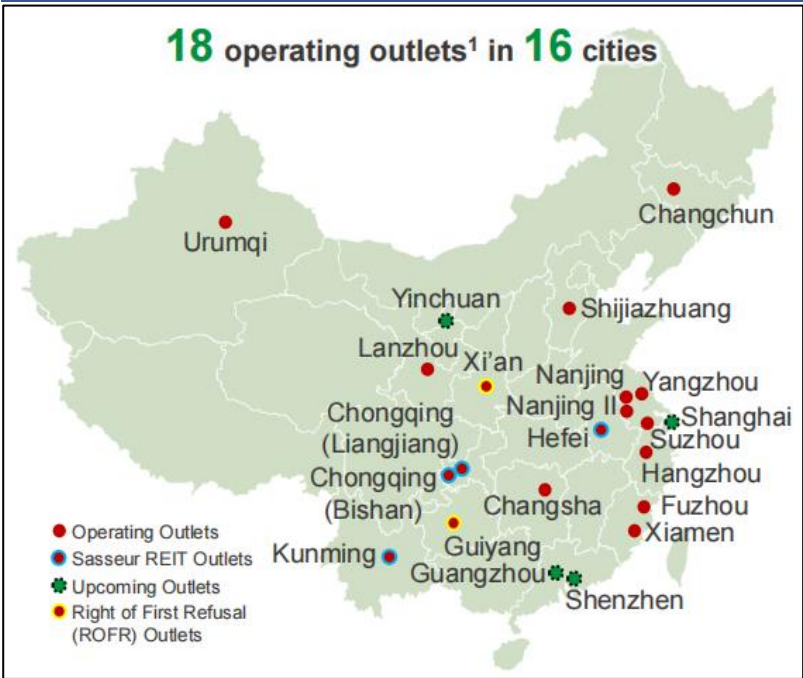 18 operating outlets¹ in 16 cities
Changchun
Urumqi
Yinchuan
Shijiazhuang
Lanzhou
Xi'an
Nanjing
Yangzhou
Nanjing II
Shanghai
Hefei
Suzhou
Chongqing
(Liangjiang)
Hangzhou
Chongqing
(Bishan)
Changsha
Fuzhou
Xiamen
Kunming
Guiyang
Guangzhou
Shenzhen
Operating Outlets
Sasseur REIT Outlets
Upcoming Outlets
Right of First Refusal
(ROFR) Outlets